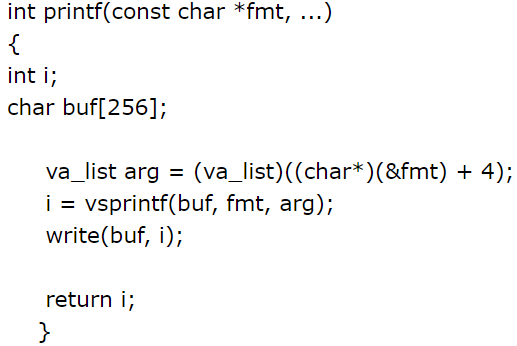 int printf(const char *fmt, ...)
{
int i;
char buf[256];
va_list arg = (va_list)((char*)(&fmt) + 4);
i = vsprintf(buf, fmt, arg);
write(buf, i);
return i;
}